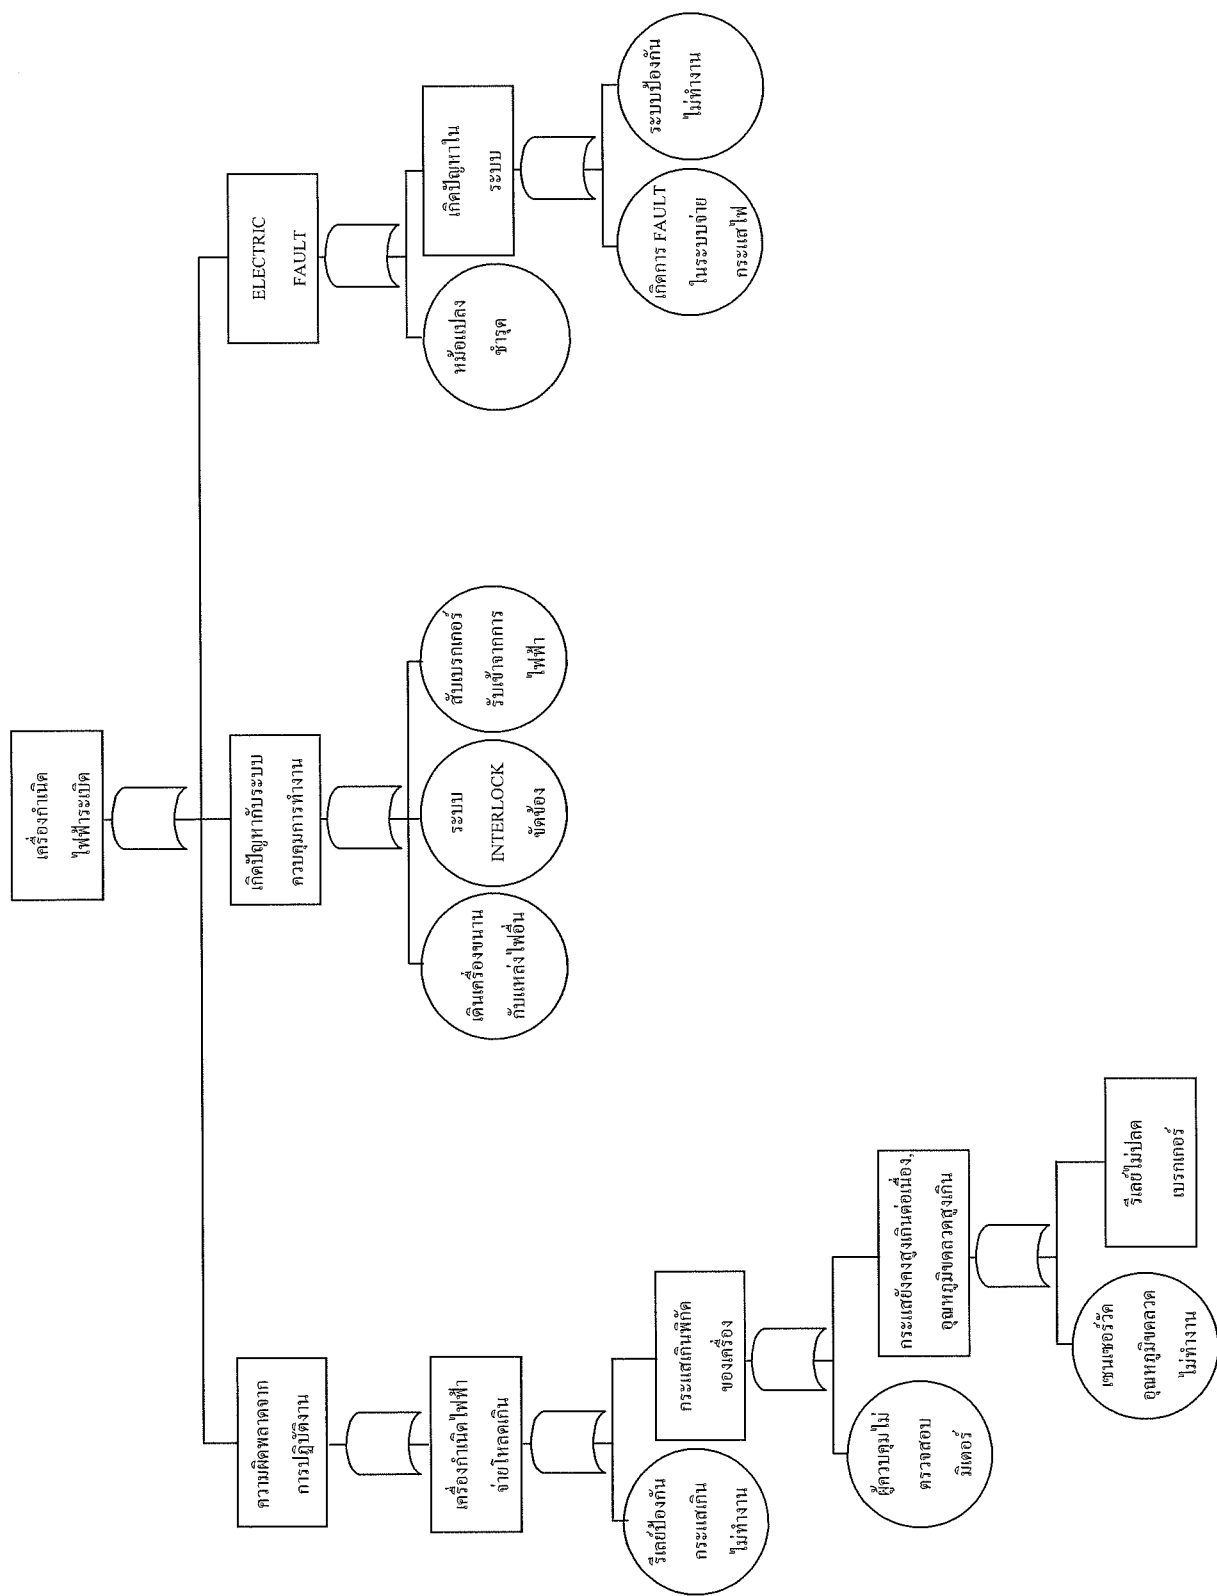 เครื่องกำเนิด
ไฟฟ้าระเบิด
ความผิดพลาดจาก
การปฏิบัติงาน
เกิดปัญหากับระบบ
ควบคุมการทำงาน
ELECTRIC
FAULT
เครื่องกำเนิดไฟฟ้า
จ่ายโหลดเกิน
เดินเครื่องขนาน
กับแหล่งไฟอื่น
ระบบ
INTERLOCK
ขัดข้อง
สับเบรกเกอร์
รับเข้าจากการ
ไฟฟ้า
หม้อแปลง
ชำรุด
เกิดปัญหาใน
ระบบ
รีเลย์ป้องกัน
กระแสเกิน
ไม่ทำงาน
กระแสเกินพิกัด
ของเครื่อง
เกิดการ FAULT
ในระบบจ่าย
กระแสไฟ
ระบบป้องกัน
ไม่ทำงาน
ผู้ควบคุมไม่
ตรวจสอบ
มิเตอร์
กระแสยังคงสูงเกินต่อเนื่อง,
อุณหภูมิขดลวดสูงเกิน
เซนเซอร์วัด
อุณหภูมิขดลวด
ไม่ทำงาน
รีเลย์ไม่ปลด
เบรกเกอร์